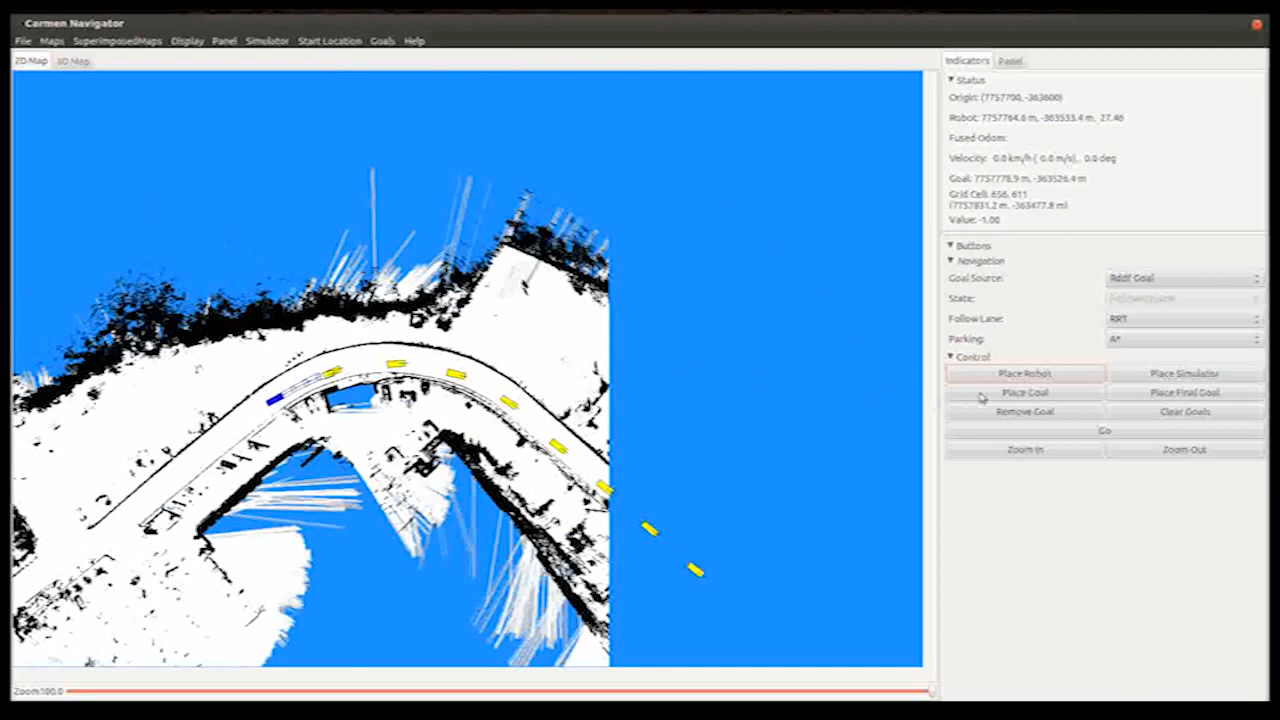 Carmen Navigator
File Maps SuperimposedMaps Display Panel Simulator Start Location Goals Help
2D Map 3D Map
Indicators Panel
Status
Origin: (7757700, -363600)
Robot: 7757764.6 m, -363533.4 m, 27.46
Fused Odom:
Velocity: 0.0 km/h ( 0.0 m/s), 0.0 deg
Goal: 7757778.9 m, -363526.4 m
Grid Cell: 656, 611
(7757831.2 m, -363477.8 m)
Value: -1.00
Buttons
Navigation
Goal Source: Rddf Goal
State:
Follow Lane: RRT
Parking: A*
Control
Place Robot Place Simulator
Place Goal Place Final Goal
Remove Goal Clear Goals
Go
Zoom In Zoom Out
Zoom:100.0